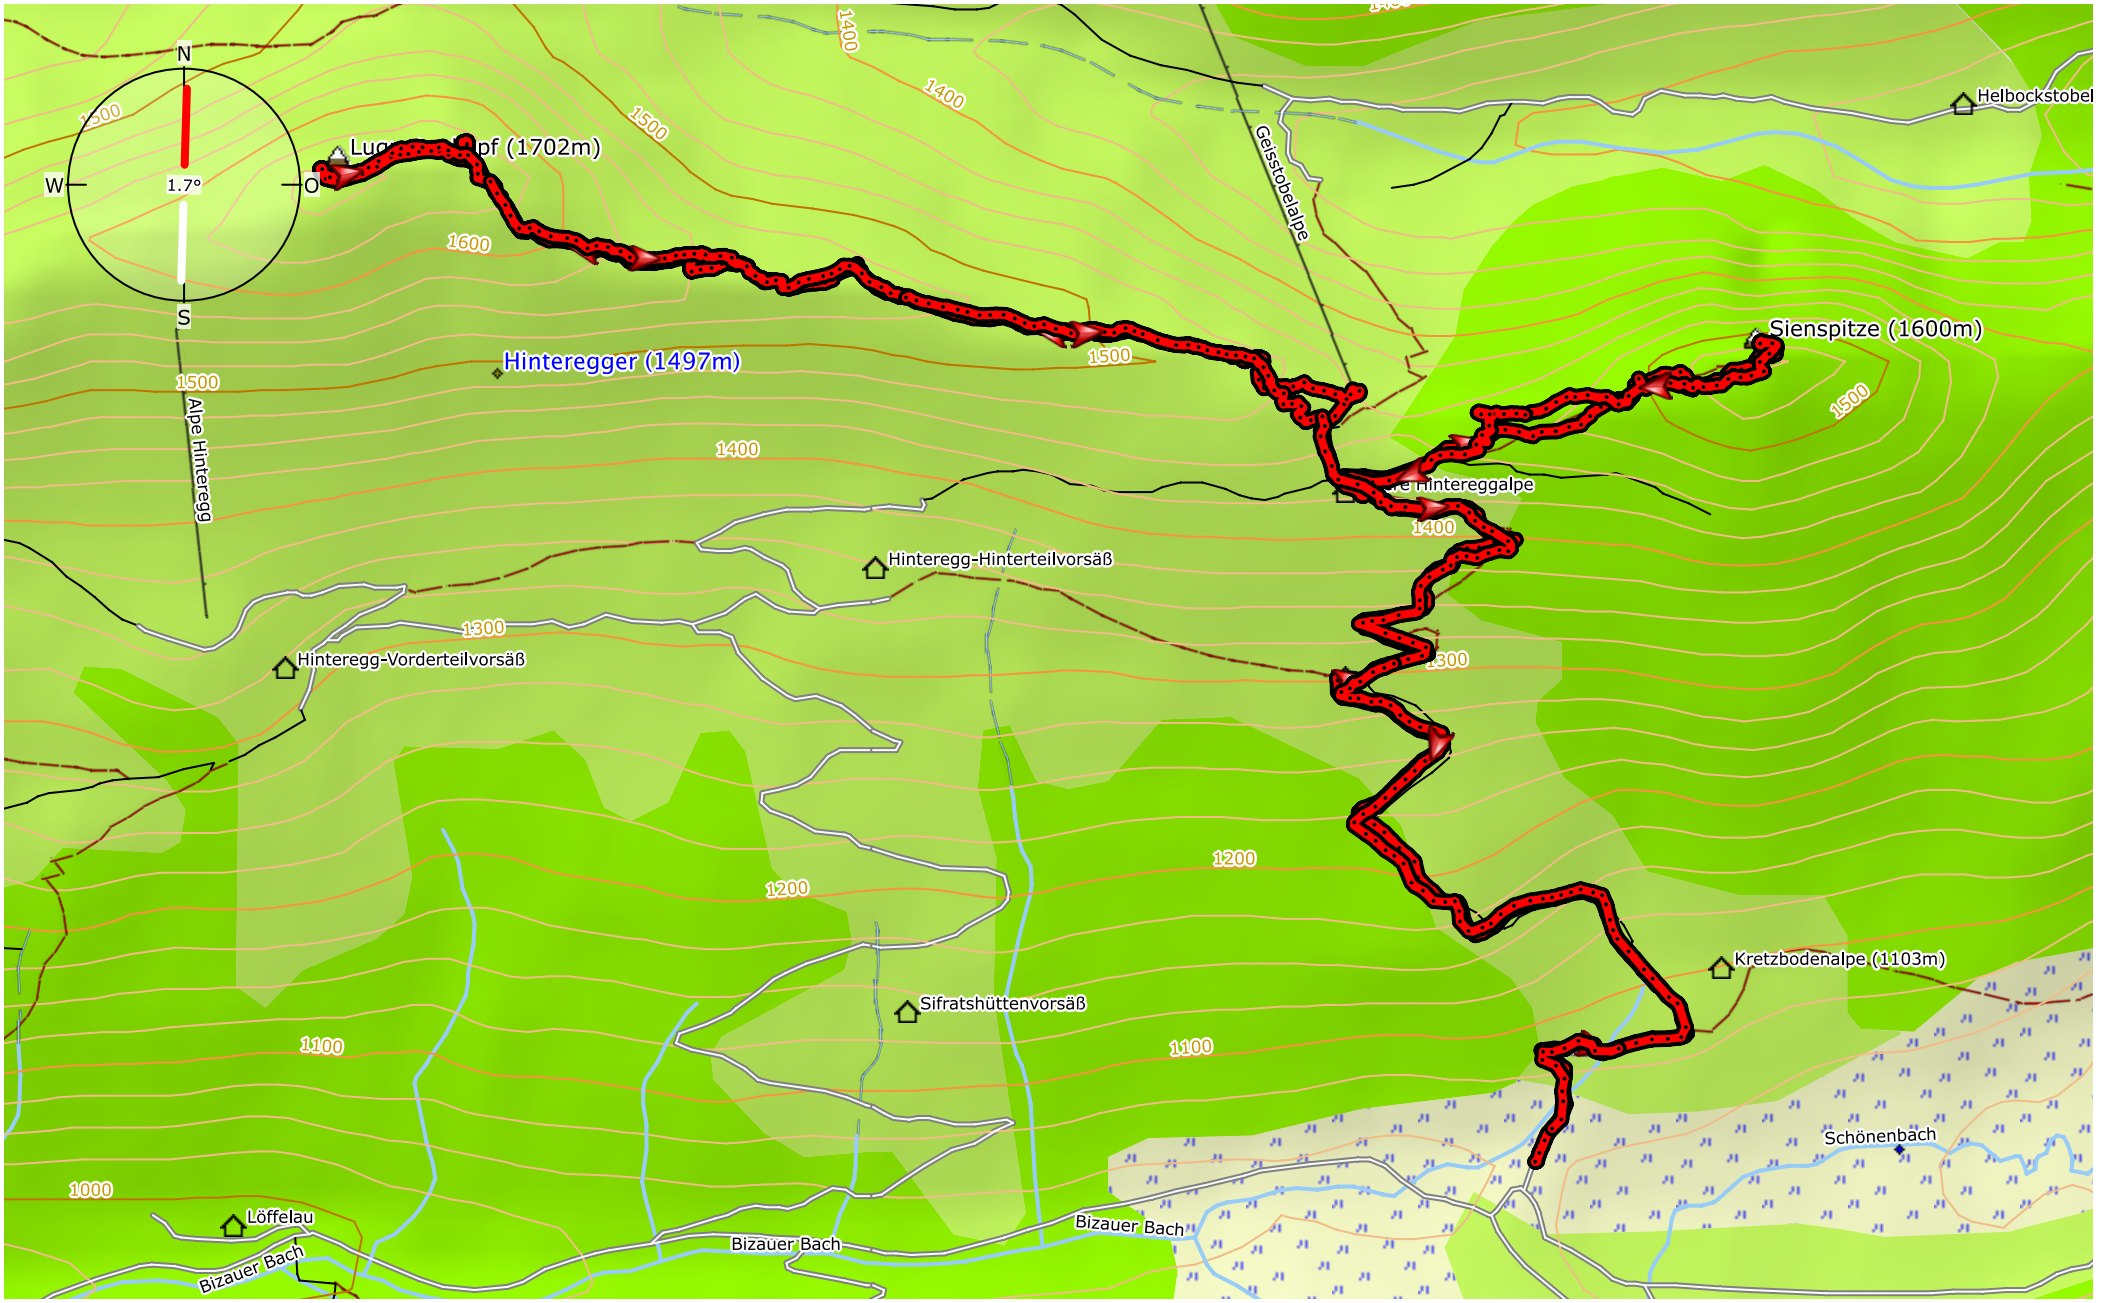 1400
1400
N
1500
1400
Helbockstobel
1500
Geisstobelalpe
pf (1702m)
W
1.7°
O
1600
S
Sienspitze (1600m)
1500
Hinteregger (1497m)
1500
1500
Alpe Hinteregg
1400
Hintereggalpe
1400
Hinteregg-Hinterteilvorsäß
1300
Hinteregg-Vorderteilvorsäß
1300
1200
1200
Kretzbodenalpe (1103m)
Sifratshüttenvorsäß
1100
1100
Schönenbach
1000
Löffelau
Bizauer Bach
Bizauer Bach
Bizauer Bach